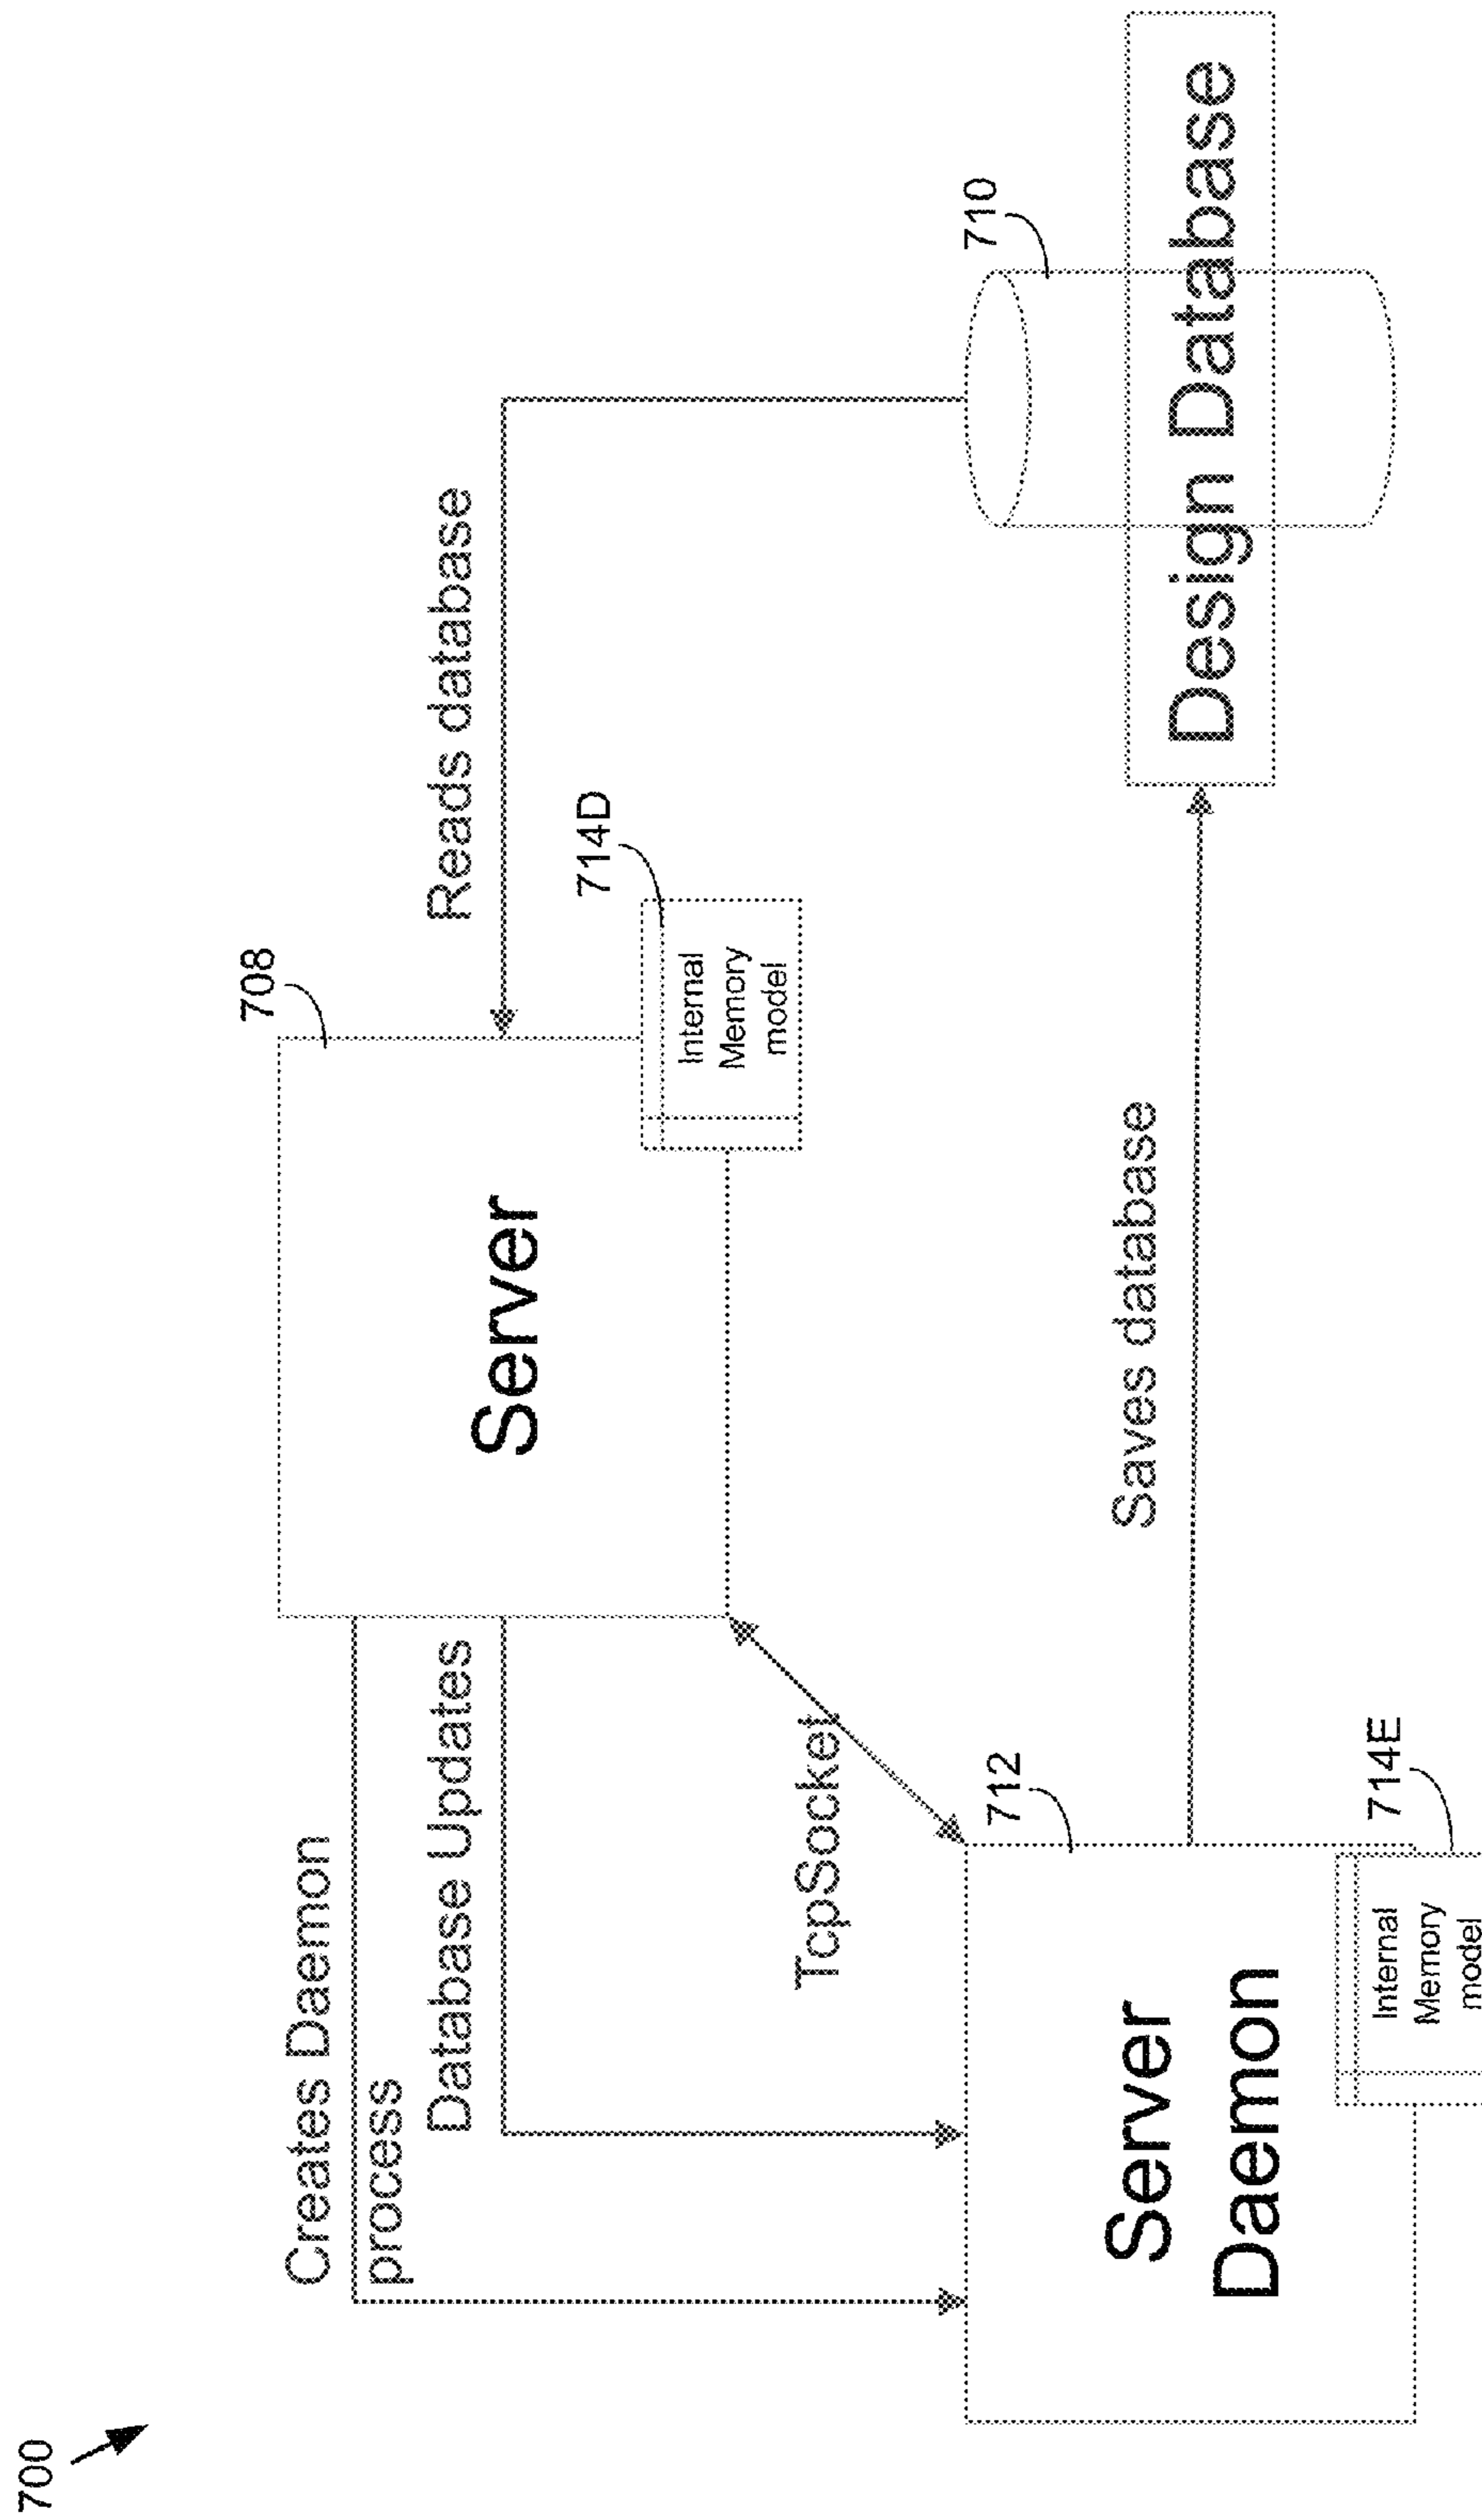 700
Creates Daemon
process
Database Updates
TcpSocket
708
Server
714D
Internal
Memory
model
Reads database
710
Design Database
Saves database
712
Server
Daemon
714E
Internal
Memory
model